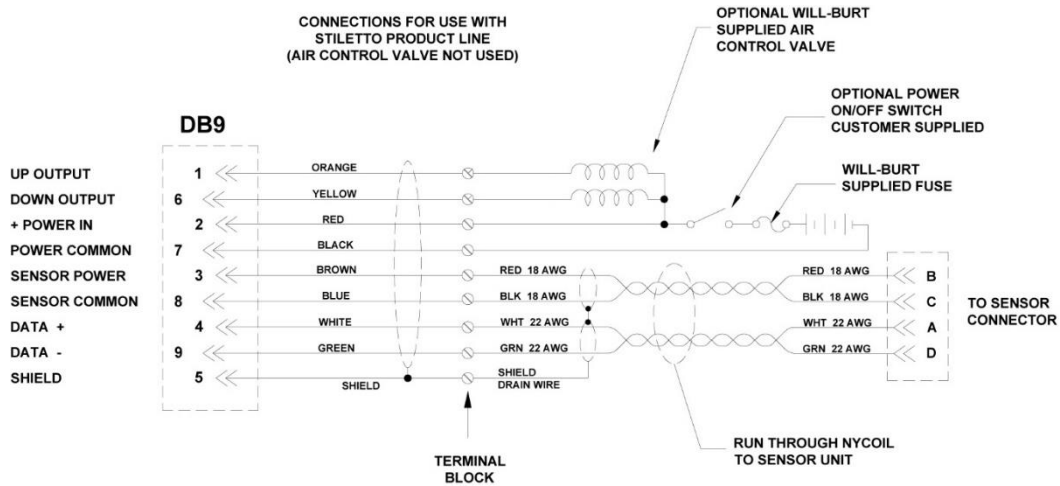 CONNECTIONS FOR USE WITH
STILETTO PRODUCT LINE
(AIR CONTROL VALVE NOT USED)
OPTIONAL WILL-BURT
SUPPLIED AIR
CONTROL VALVE
OPTIONAL POWER
ON/OFF SWITCH
CUSTOMER SUPPLIED
WILL-BURT
SUPPLIED FUSE
DB9
UP OUTPUT 1 ORANGE
DOWN OUTPUT 6 YELLOW
+ POWER IN 2 RED
POWER COMMON 7 BLACK
SENSOR POWER 3 BROWN RED 18 AWG RED 18 AWG B
SENSOR COMMON 8 BLUE BLK 18 AWG BLK 18 AWG C
DATA + 4 WHITE WHT 22 AWG WHT 22 AWG A
DATA - 9 GREEN GRN 22 AWG GRN 22 AWG D
SHIELD 5 SHIELD SHIELD
DRAIN WIRE
TO SENSOR
CONNECTOR
TERMINAL
BLOCK
RUN THROUGH NYCOIL
TO SENSOR UNIT